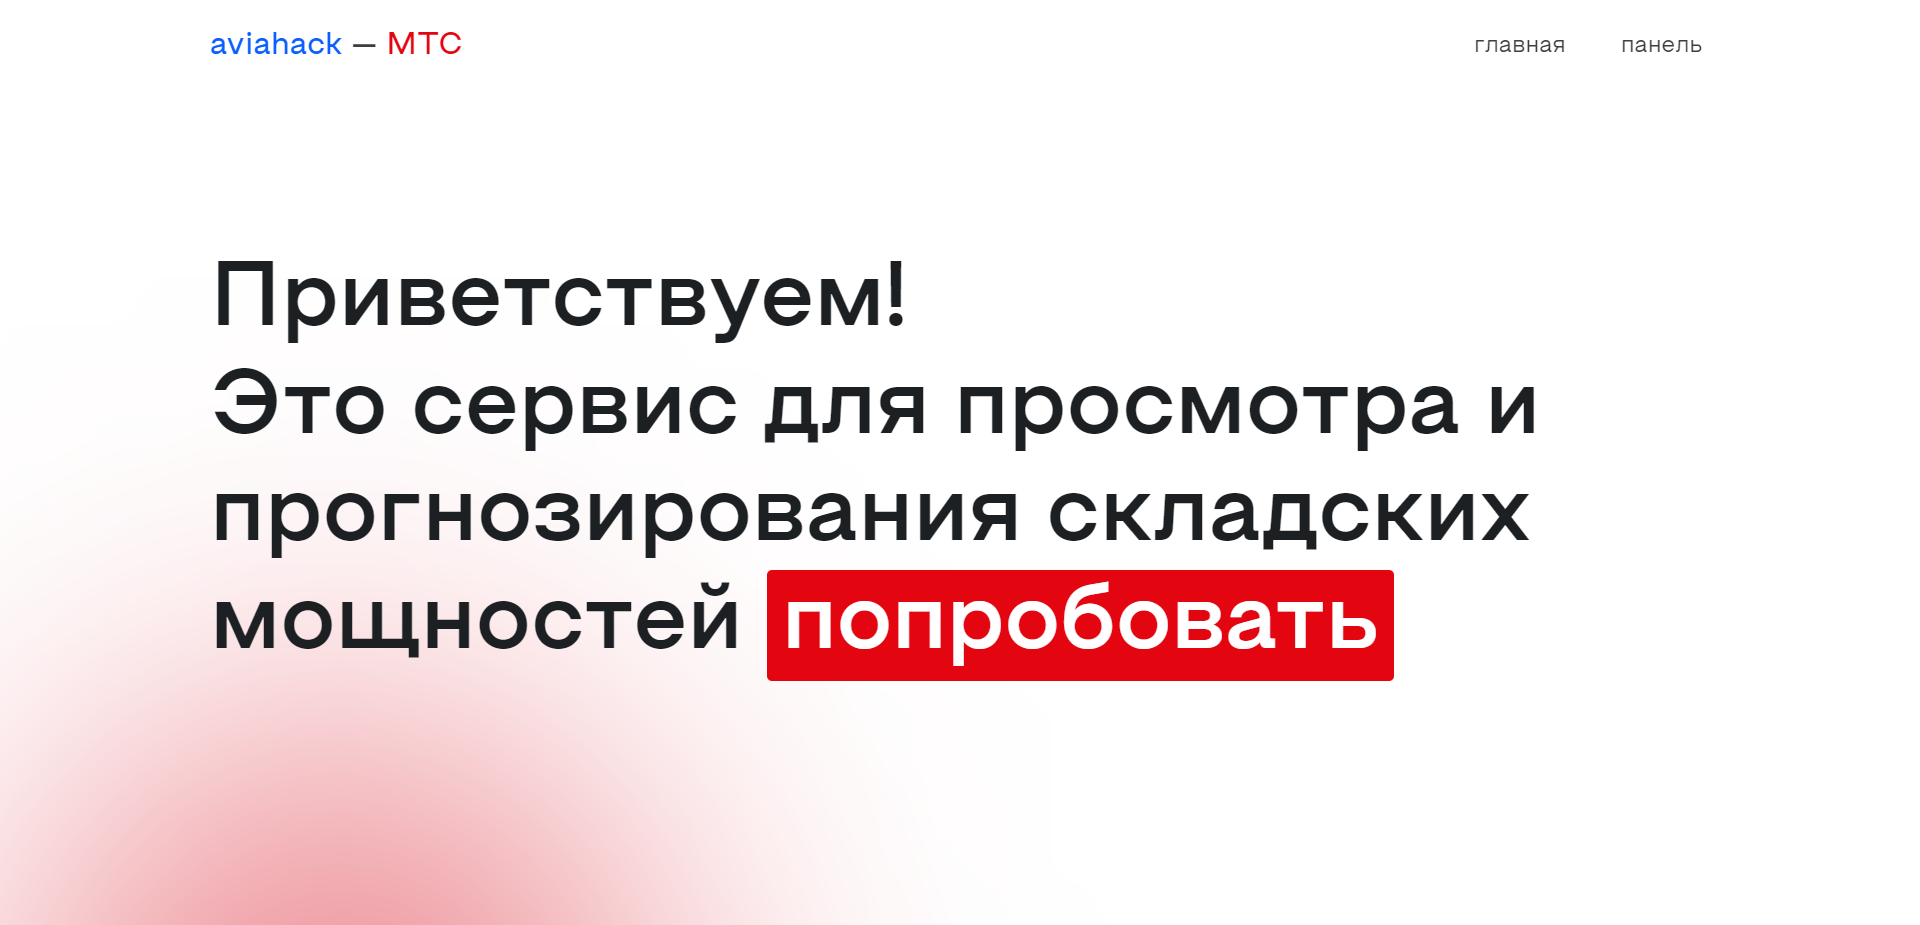 aviahack — МТС
главная панель
Приветствуем!
Это сервис для просмотра и
прогнозирования складских
мощностей попробовать